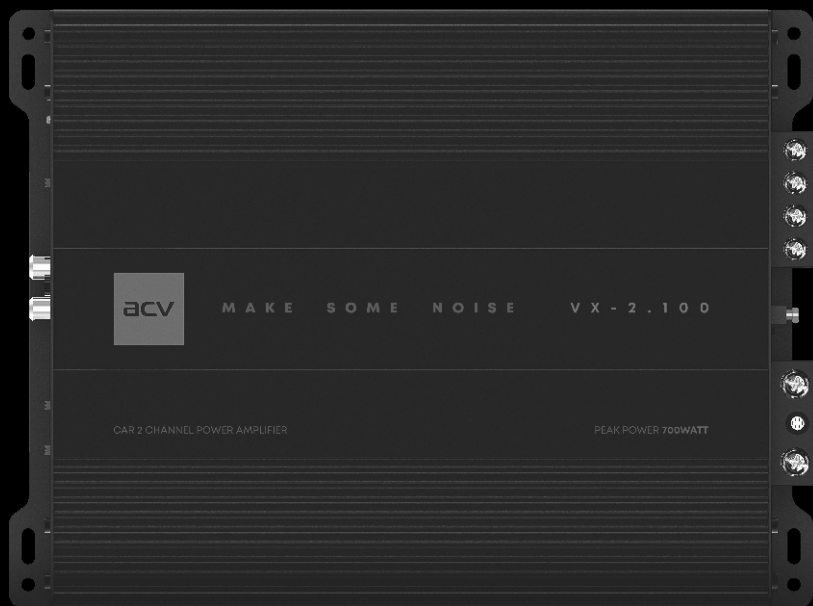 acv MAKE SOME NOISE VX-2.100
CAR 2 CHANNEL POWER AMPLIFIER PEAK POWER 700WATT